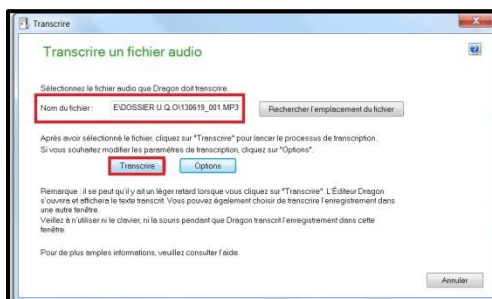 Transcrire
Transcrire un fichier audio
Sélectionnez le fichier audio que Dragon doit transcrire.
Nom du fichier : E\DOSSIER U.Q.O\130619_001.MP3 Rechercher l'emplacement du fichier
Après avoir sélectionné le fichier, cliquez sur "Transcrire" pour lancer le processus de transcription.
Si vous souhaitez modifier les paramètres de transcription, cliquez sur "Options".
Transcrire Options
Remarque : il se peut qu'il y ait un léger retard lorsque vous cliquez sur "Transcrire". L'Éditeur Dragon
s'ouvrira et affichera le texte transcrit. Vous pouvez également choisir de transcrire l'enregistrement dans
une autre fenêtre.
Veillez à n'utiliser ni le clavier, ni la souris pendant que Dragon transcrit l'enregistrement dans cette
fenêtre.
Pour de plus amples informations, veuillez consulter l'aide.
Annuler